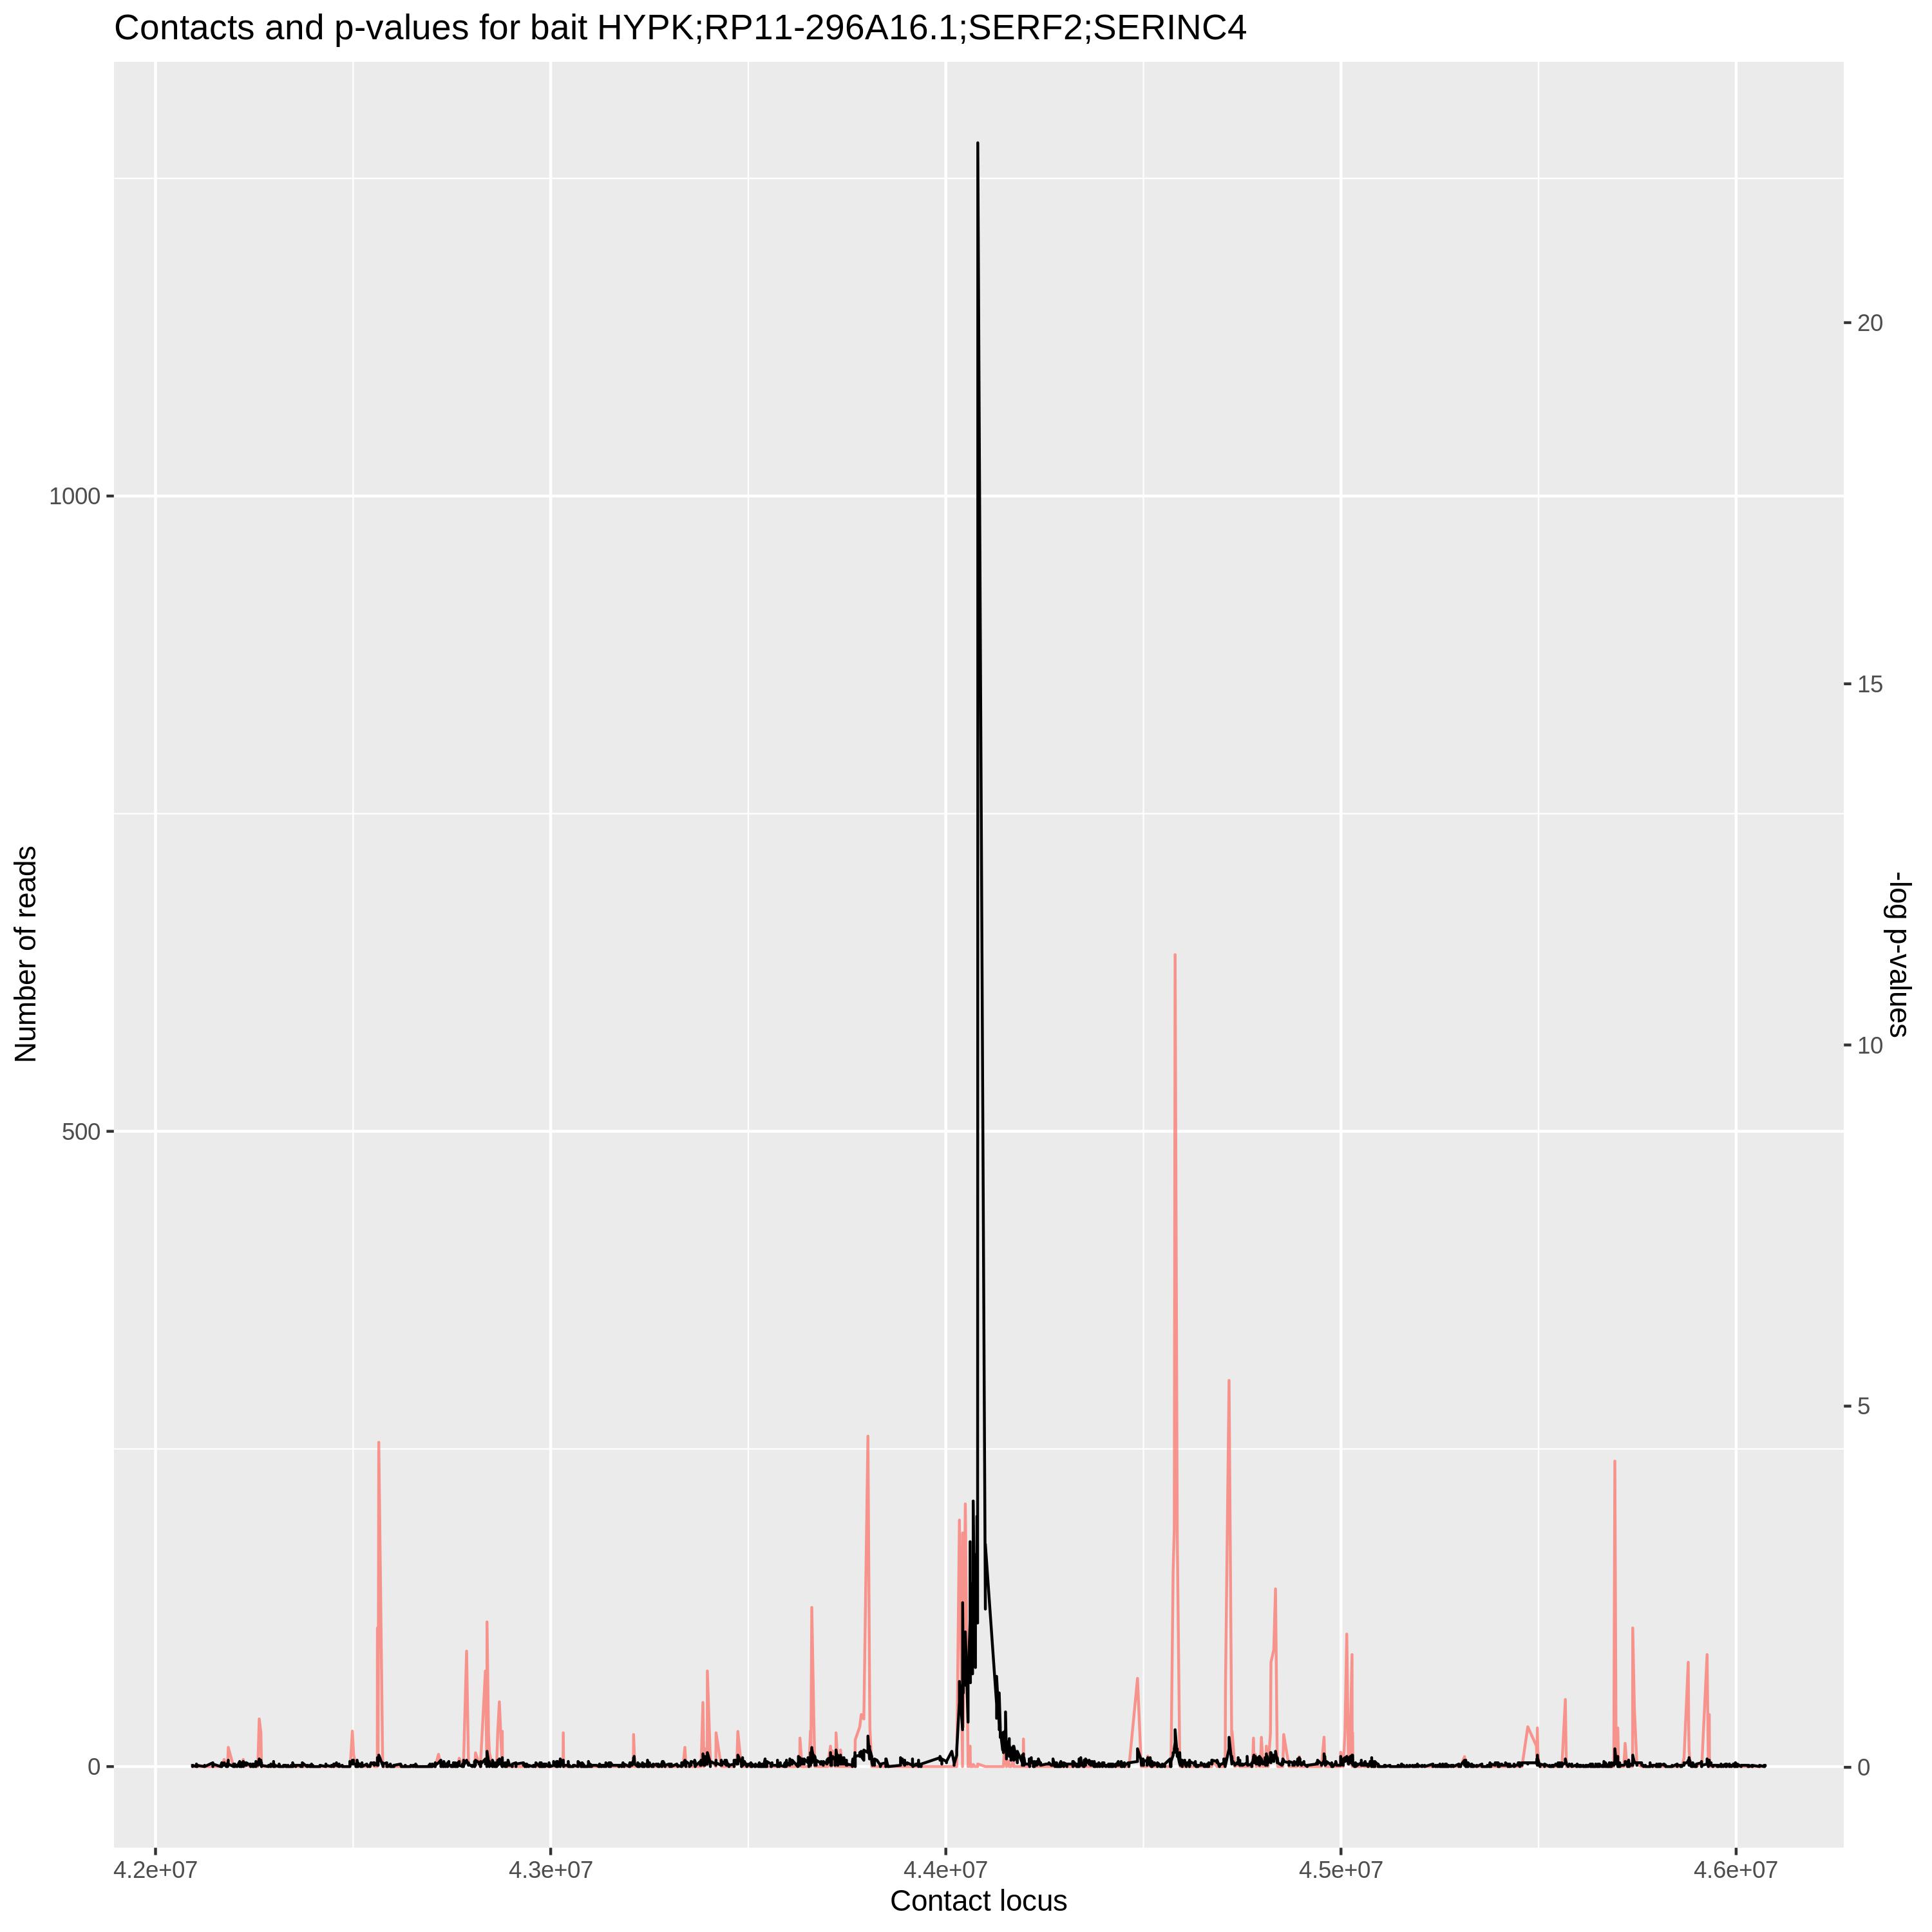 Contacts and p-values for bait HYPK;RP11-296A16.1;SERF2;SERINC4
Number of reads
1000
500
0
20
15
10
5
0
-log p-values
4.2e+07
4.3e+07
4.4e+07
4.5e+07
4.6e+07
Contact locus